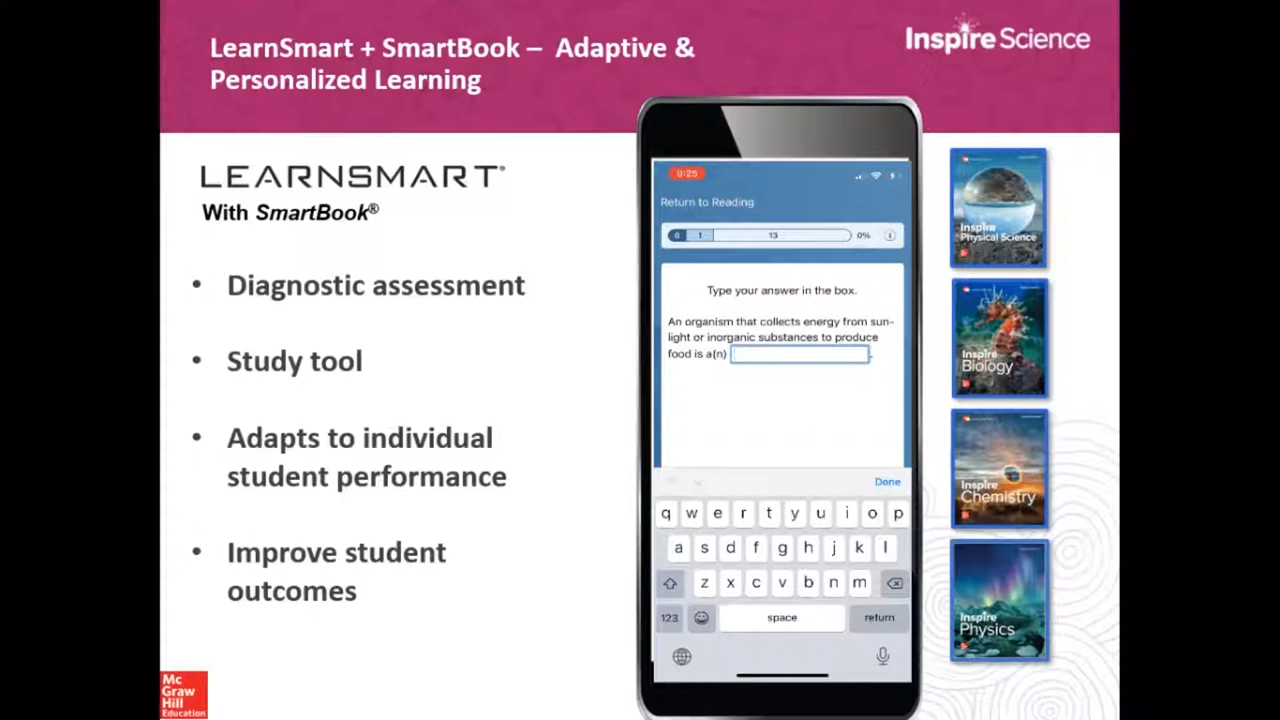 LearnSmart + SmartBook – Adaptive &
Personalized Learning
Inspire Science
LEARNSMART®
With SmartBook®
• Diagnostic assessment
• Study tool
• Adapts to individual
student performance
• Improve student
outcomes
Return to Reading
1
13
0%
Type your answer in the box.
An organism that collects energy from sun-
light or inorganic substances to produce
food is a(n)
Done
q w e r t y u i o p
a s d f g h j k l
z x c v b n m
123
space
return
Inspire
Physical Science
Inspire
Biology
Inspire
Chemistry
Inspire
Physics
Mc
Graw
Hill
Education